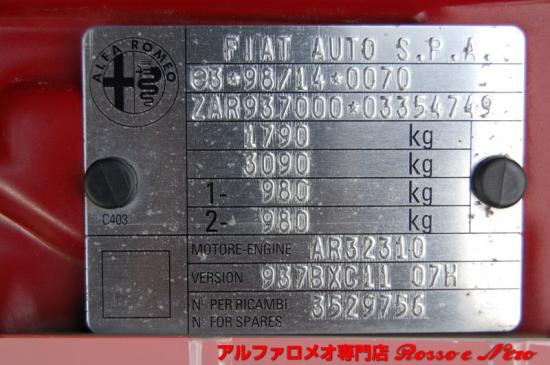 ALFA ROMEO
FIAT AUTO S.P.A.
e3*98/14*0070
ZAR937000*03354749
1790 kg
3090 kg
1- 980 kg
2- 980 kg
C403
MOTORE-ENGINE AR32310
VERSION 937BXC11 07H
N° PER RICAMBI 3529756
N° FOR SPARES
アルファロメオ専門店 Rosso e Nero